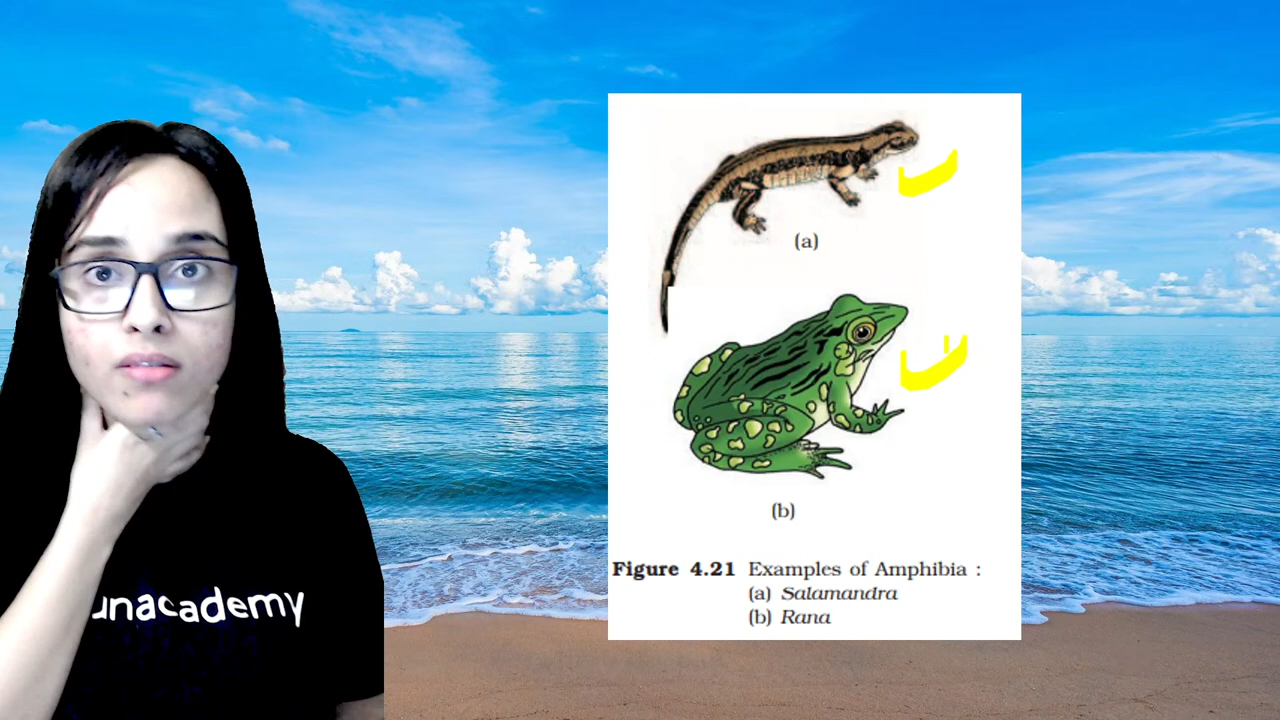 unacademy
(a)
(b)
Figure 4.21 Examples of Amphibia :
(a) Salamandra
(b) Rana